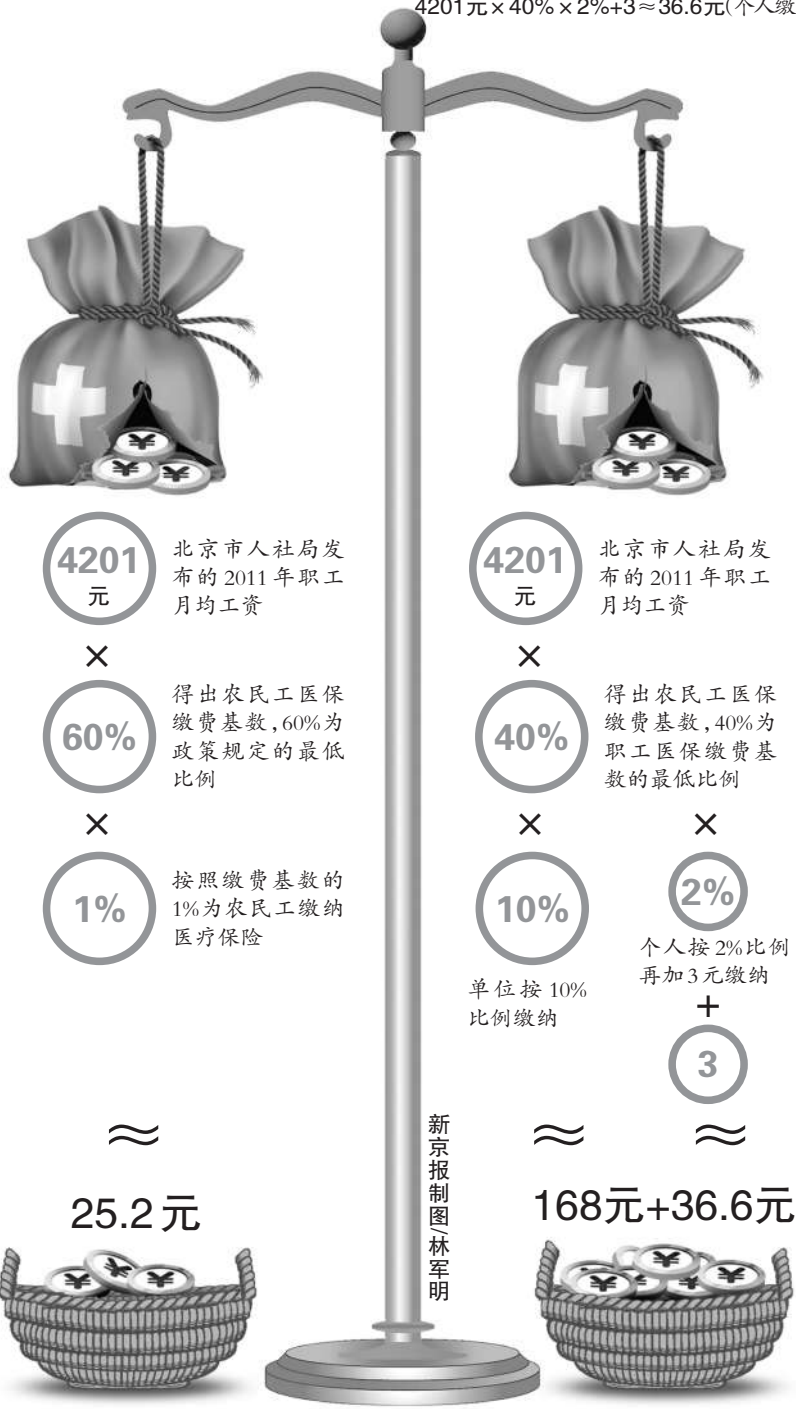 4201元×40%×2%+3≈36.6元(个人缴
4201
元
北京市人社局发
布的2011年职工
月均工资
×
60%
得出农民工医保
缴费基数,60%为
政策规定的最低
比例
×
1%
按照缴费基数的
1%为农民工缴纳
医疗保险
≈
25.2元
4201
元
北京市人社局发
布的2011年职工
月均工资
×
40%
得出农民工医保
缴费基数,40%为
职工医保缴费基
数的最低比例
×
×
10%
单位按10%
比例缴纳
2%
个人按2%比例
再加3元缴纳
+
3
≈
≈
168元+36.6元
新京报制图/林军明
¥
¥
¥
¥
¥
¥
¥
¥
¥
¥
¥
¥